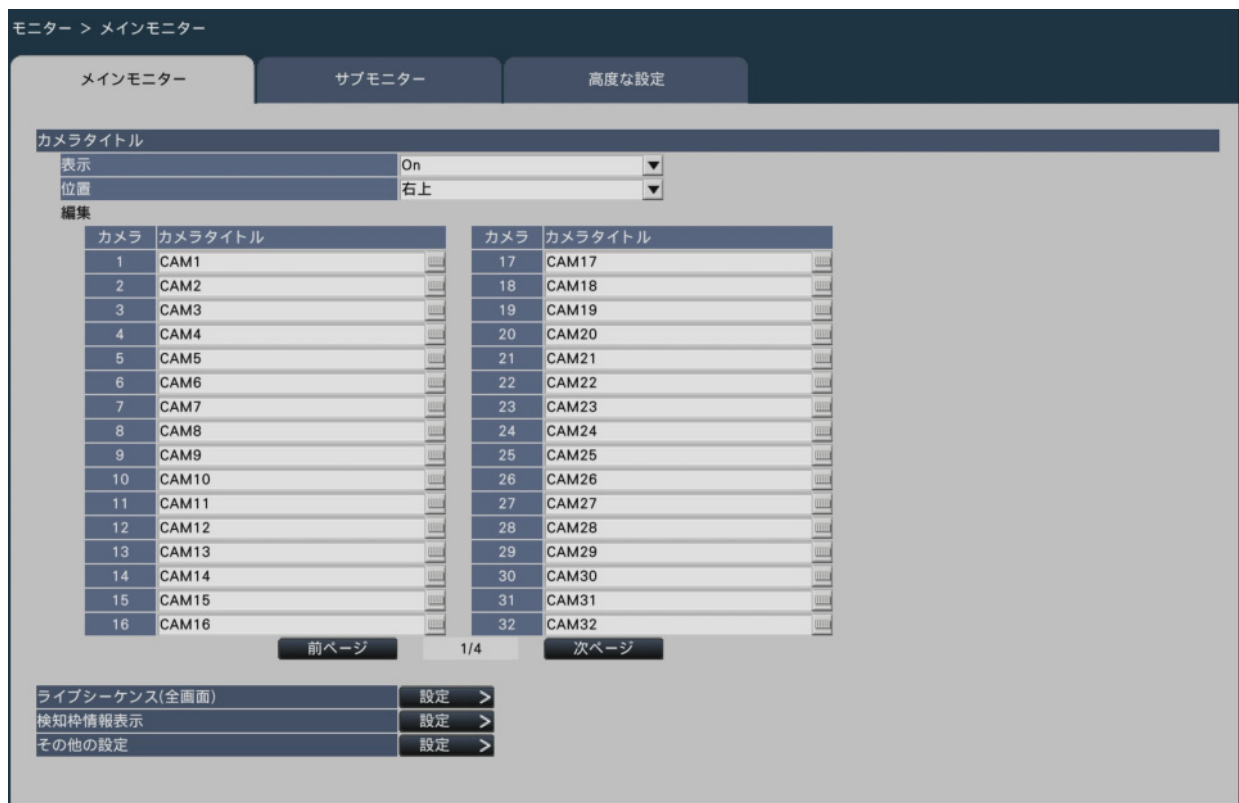 モニター > メインモニター
メインモニター サブモニター 高度な設定
カメラタイトル
表示 On
位置 右上
編集
カメラ カメラタイトル カメラ カメラタイトル
1 CAM1 17 CAM17
2 CAM2 18 CAM18
3 CAM3 19 CAM19
4 CAM4 20 CAM20
5 CAM5 21 CAM21
6 CAM6 22 CAM22
7 CAM7 23 CAM23
8 CAM8 24 CAM24
9 CAM9 25 CAM25
10 CAM10 26 CAM26
11 CAM11 27 CAM27
12 CAM12 28 CAM28
13 CAM13 29 CAM29
14 CAM14 30 CAM30
15 CAM15 31 CAM31
16 CAM16 32 CAM32
前ページ 1/4 次ページ
ライブシーケンス(全画面) 設定 >
検知枠情報表示 設定 >
その他の設定 設定 >